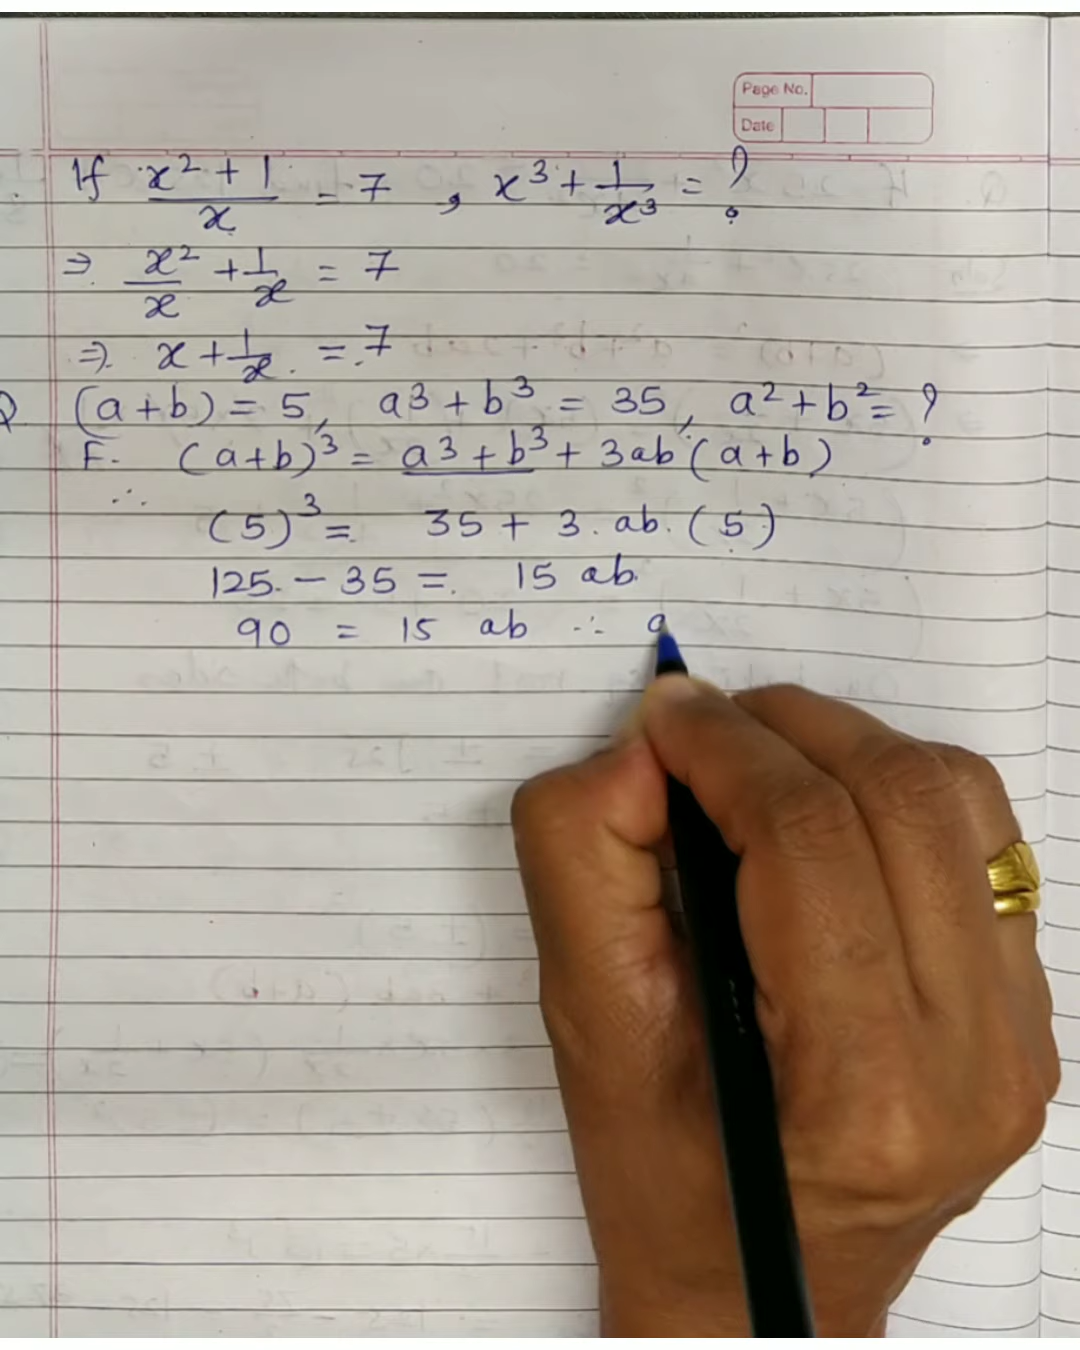 Page No.
Date
If x² + 1 / x = 7, x³ + 1/x³ = ?
⇒ x²/x + 1/x = 7
⇒ x + 1/x = 7
Q (a+b) = 5, a³ + b³ = 35, a² + b² = ?
F. (a+b)³ = a³ + b³ + 3ab (a+b)
∴
(5)³ = 35 + 3. ab. (5)
125 - 35 = 15 ab.
90 = 15 ab ∴ a